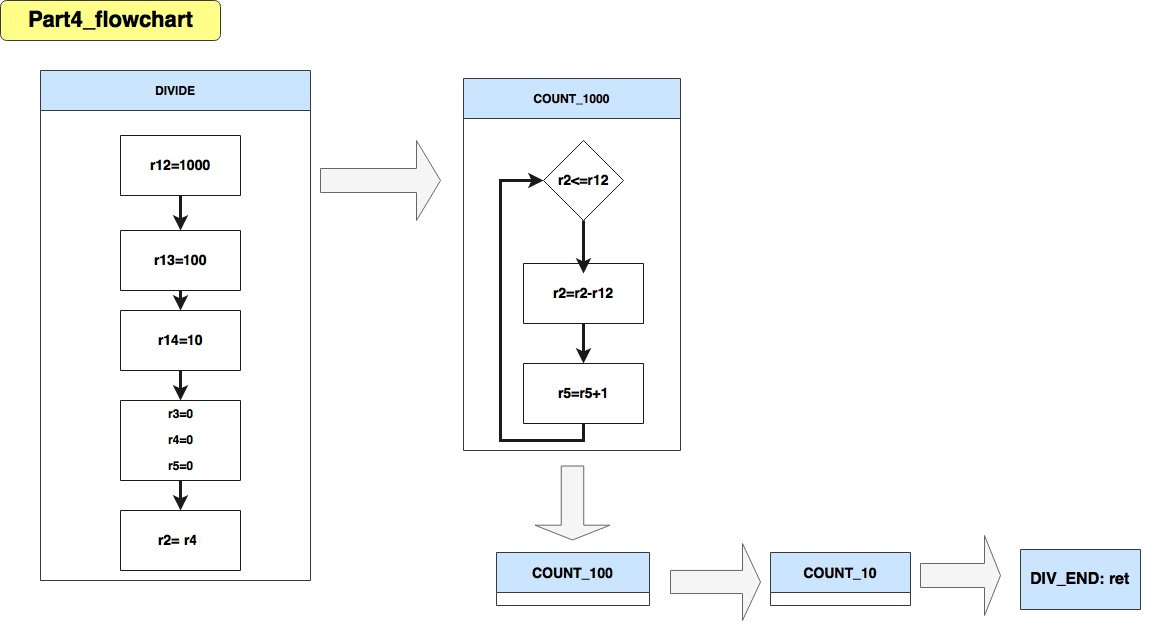 Part4_flowchart
DIVIDE
r12=1000
r13=100
r14=10
r3=0
r4=0
r5=0
r2= r4
COUNT_1000
r2<=r12
r2=r2-r12
r5=r5+1
COUNT_100
COUNT_10
DIV_END: ret